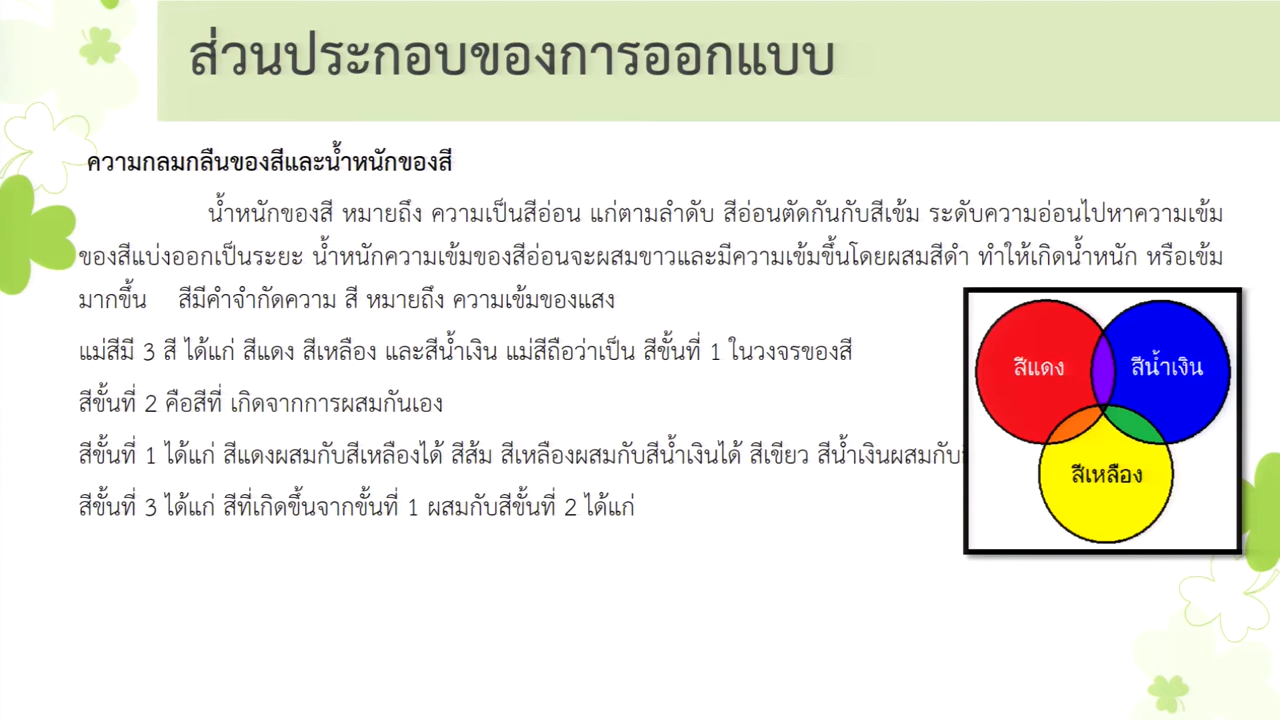 ส่วนประกอบของการออกแบบ
ความกลมกลืนของสีและน้ำหนักของสี
น้ำหนักของสี หมายถึง ความเป็นสีอ่อน แก่ตามลำดับ สีอ่อนตัดกันกับสีเข้ม ระดับความอ่อนไปหาความเข้ม
ของสีแบ่งออกเป็นระยะ น้ำหนักความเข้มของสีอ่อนจะผสมขาวและมีความเข้มขึ้นโดยผสมสีดำ ทำให้เกิดน้ำหนัก หรือเข้ม
มากขึ้น สีมีคำจำกัดความ สี หมายถึง ความเข้มของแสง
แม่สีมี 3 สี ได้แก่ สีแดง สีเหลือง และสีน้ำเงิน แม่สีถือว่าเป็น สีขั้นที่ 1 ในวงจรของสี
สีขั้นที่ 2 คือสีที่ เกิดจากการผสมกันเอง
สีขั้นที่ 1 ได้แก่ สีแดงผสมกับสีเหลืองได้ สีส้ม สีเหลืองผสมกับสีน้ำเงินได้ สีเขียว สีน้ำเงินผสมกับ
สีขั้นที่ 3 ได้แก่ สีที่เกิดขึ้นจากขั้นที่ 1 ผสมกับสีขั้นที่ 2 ได้แก่
สีแดง
สีน้ำเงิน
สีเหลือง